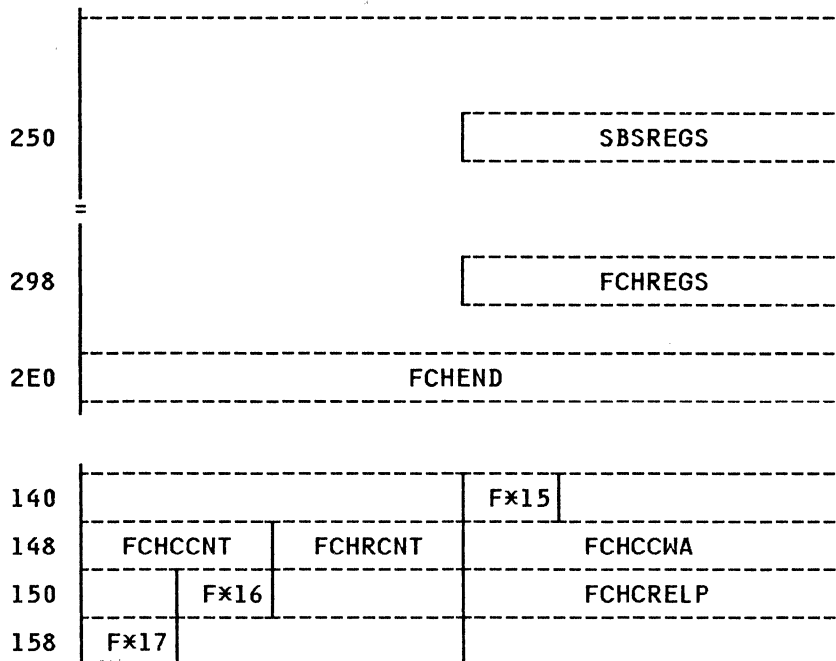 250 SBSREGS
=
298 FCHREGS
2E0 FCHEND
140 F*15
148 FCHCCNT FCHRCNT FCHCCWA
150 F*16 FCHCRELP
158 F*17